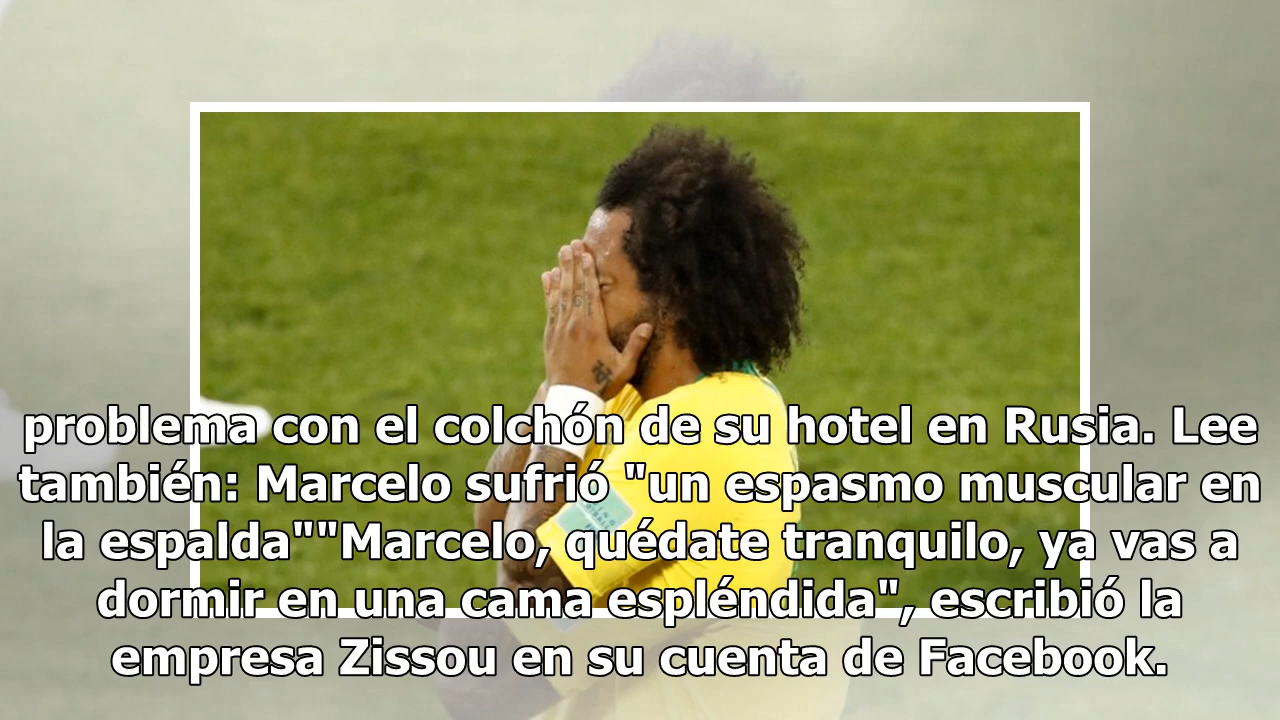 problema con el colchón de su hotel en Rusia. Lee
también: Marcelo sufrió "un espasmo muscular en
la espalda""Marcelo, quédate tranquilo, ya vas a
dormir en una cama espléndida", escribió la
empresa Zissou en su cuenta de Facebook.